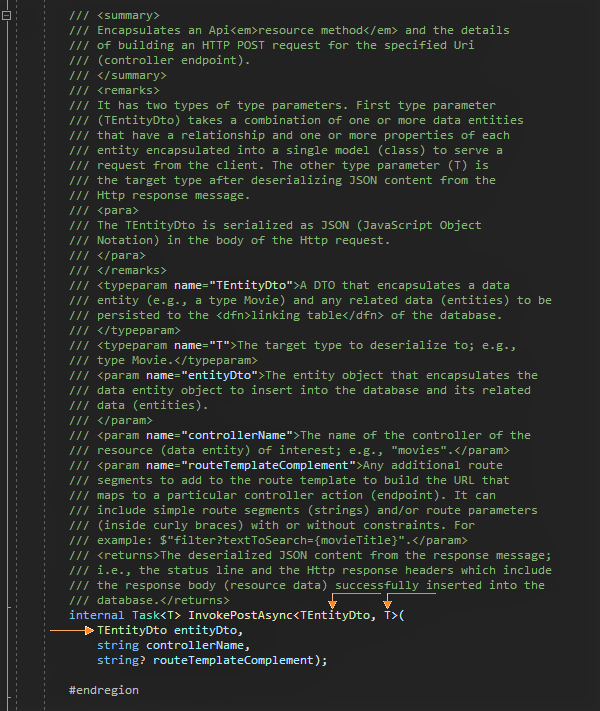 /// <summary>
/// Encapsulates an Api<em>resource method</em> and the details
/// of building an HTTP POST request for the specified Uri
/// (controller endpoint).
/// </summary>
/// <remarks>
/// It has two types of type parameters. First type parameter
/// (TEntityDto) takes a combination of one or more data entities
/// that have a relationship and one or more properties of each
/// entity encapsulated into a single model (class) to serve a
/// request from the client. The other type parameter (T) is
/// the target type after deserializing JSON content from the
/// Http response message.
/// <para>
/// The TEntityDto is serialized as JSON (JavaScript Object
/// Notation) in the body of the Http request.
/// </para>
/// </remarks>
/// <typeparam name="TEntityDto">A DTO that encapsulates a data
/// entity (e.g., a type Movie) and any related data (entities) to be
/// persisted to the <dfn>linking table</dfn> of the database.
/// </typeparam>
/// <typeparam name="T">The target type to deserialize to; e.g.,
/// type Movie.</typeparam>
/// <param name="entityDto">The entity object that encapsulates the
/// data entity object to insert into the database and its related
/// data (entities).
/// </param>
/// <param name="controllerName">The name of the controller of the
/// resource (data entity) of interest; e.g., "movies".</param>
/// <param name="routeTemplateComplement">Any additional route
/// segments to add to the route template to build the URL that
/// maps to a particular controller action (endpoint). It can
/// include simple route segments (strings) and/or route parameters
/// (inside curly braces) with or without constraints. For
/// example: $"filter?textToSearch={movieTitle}".</param>
/// <returns>The deserialized JSON content from the response message;
/// i.e., the status line and the Http response headers which include
/// the response body (resource data) successfully inserted into the
/// database.</returns>
internal Task<T> InvokePostAsync<TEntityDto, T>(
TEntityDto entityDto,
string controllerName,
string? routeTemplateComplement);
#endregion